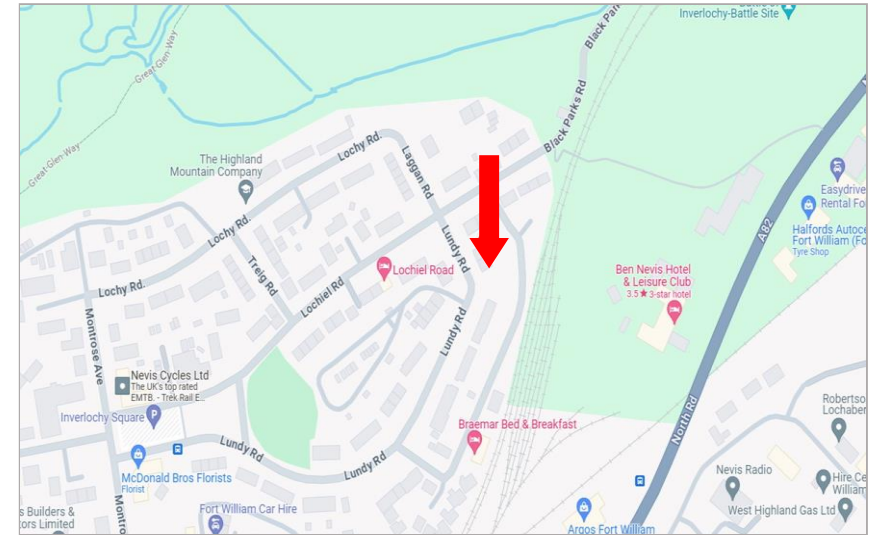 Inverlochy-Battle Site
Black Par
Great Glen Way
Black Parks Rd
Lochy Rd.
Laggan Rd
The Highland
Mountain Company
Great Glen Way
Easydrive
Rental Fo
Halfords Autoce
Fort William (Fo
Tyre Shop
A82
Lochy Rd.
Lundy Rd
Treig Rd
Lochiel Road
Ben Nevis Hotel
& Leisure Club
3.5★ 3-star hotel
Lochy Rd.
Lochiel Rd
Montrose Ave
Lundy Rd
Nevis Cycles Ltd
The UK's top rated
EMTB. - Trek Rail E...
Robertso
Lochaber
Inverlochy Square
P
Braemar Bed & Breakfast
North Rd
Lundy Rd
McDonald Bros Florists
Florist
Lundy Rd
Nevis Radio
Hire Ce
William
Montro
s Builders &
ors Limited
Fort William Car Hire
West Highland Gas Ltd
Argos Fort William